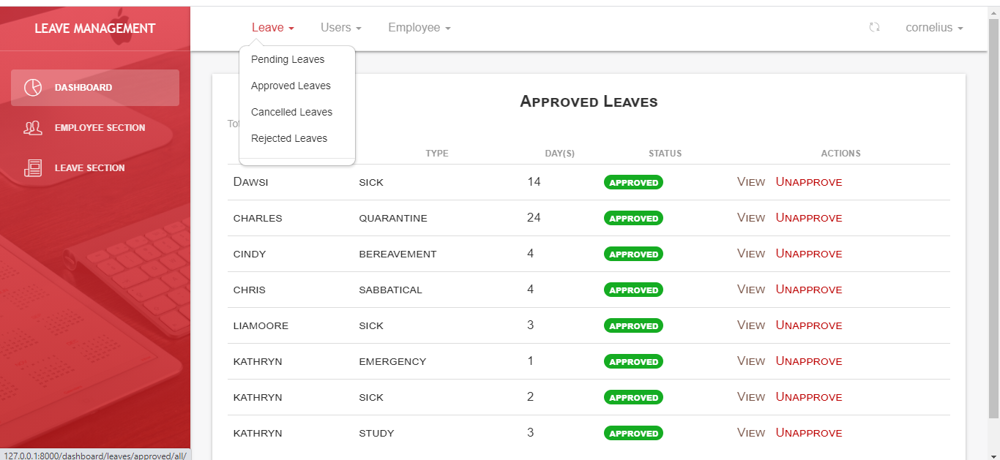 LEAVE MANAGEMENT
Leave Users Employee cornelius
Pending Leaves
Approved Leaves
Cancelled Leaves
Rejected Leaves
DASHBOARD
EMPLOYEE SECTION
LEAVE SECTION
APPROVED LEAVES
TYPE DAY(S) STATUS ACTIONS
DAWSI SICK 14 APPROVED VIEW UNAPPROVE
CHARLES QUARANTINE 24 APPROVED VIEW UNAPPROVE
CINDY BEREAVEMENT 4 APPROVED VIEW UNAPPROVE
CHRIS SABBATICAL 4 APPROVED VIEW UNAPPROVE
LIAMOORE SICK 3 APPROVED VIEW UNAPPROVE
KATHRYN EMERGENCY 1 APPROVED VIEW UNAPPROVE
KATHRYN SICK 2 APPROVED VIEW UNAPPROVE
KATHRYN STUDY 3 APPROVED VIEW UNAPPROVE
127.0.0.1:8000/dashboard/leaves/approved/all/